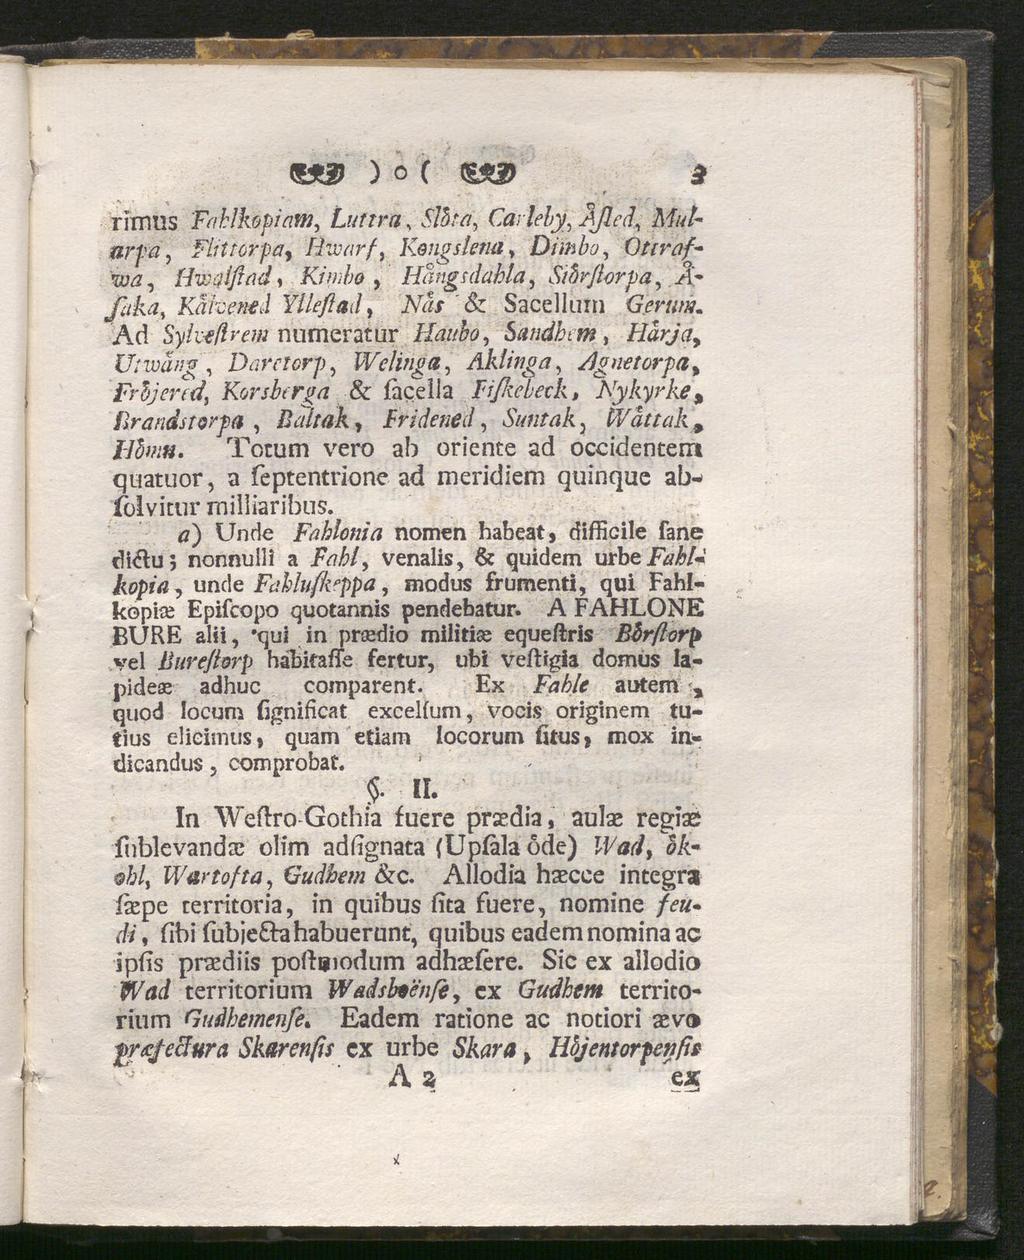 ) o ( 3
rimus Fahlkopiam, Luttra, Slöta, Carleby, Åſled, Mul-
arpa, Flittorpa, Hwarf, Kongslena, Dimbo, Ottraf-
wa, Hwalſtad, Kimbo, Hångsdahla, Siörſtorpa, Å-
ſaka, Kålvened Ylleſtad, Nås & Sacellum Gerum.
Ad Sylveſtrem numeratur Haubo, Sandhem, Hårja,
Utwång, Daretorp, Welinga, Aklinga, Agnetorpa,
Fröjered, Korsberga & ſacella Fiſkebeck, Nykyrke,
Brandstorpa, Baltak, Fridened, Suntak, Wåttak,
Hömn. Totum vero ab oriente ad occidentem
quatuor, a ſeptentrione ad meridiem quinque ab-
ſolvitur milliaribus.
a) Unde Fahlonia nomen habeat, difficile ſane
dictu; nonnulli a Fahl, venalis, & quidem urbe Fahl-
kopia, unde Fahluſkeppa, modus frumenti, qui Fahl-
kopiæ Epiſcopo quotannis pendebatur. A FAHLONE
BURE alii, qui in prædio militiæ equeſtris Börſtorp
vel Bureſtorp habitaſſe fertur, ubi veſtigia domus la-
pideæ adhuc comparent. Ex Fahle autem,
quod locum ſignificat excelſum, vocis originem tu-
tius elicimus, quam etiam locorum ſitus, mox in-
dicandus, comprobat.
§. II.
In Weſtro-Gothia fuere prædia, aulæ regiæ
ſublevandæ olim adſignata (Upſala öde) Wad, ök-
ohl, Wartofta, Gudhem &c. Allodia hæcce integra
ſæpe territoria, in quibus ſita fuere, nomine feu-
di, ſibi ſubjecta habuerunt, quibus eadem nomina ac
ipſis prædiis poſtmodum adhæſere. Sic ex allodio
Wad territorium Wadsboënſe, ex Gudhem territo-
rium Gudhemenſe. Eadem ratione ac notiori ævo
præfectura Skarenſis ex urbe Skara, Höjentorpenſis
A 2 ex